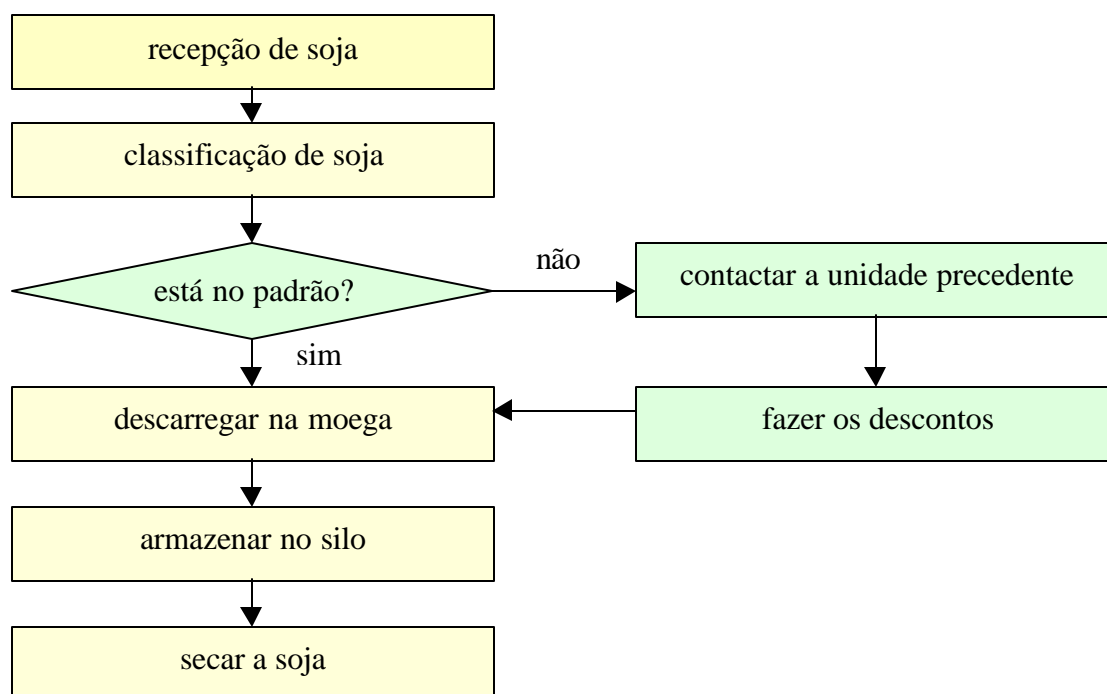 recepção de soja
classificação de soja
está no padrão?
não
contactar a unidade precedente
sim
descarregar na moega
fazer os descontos
armazenar no silo
secar a soja